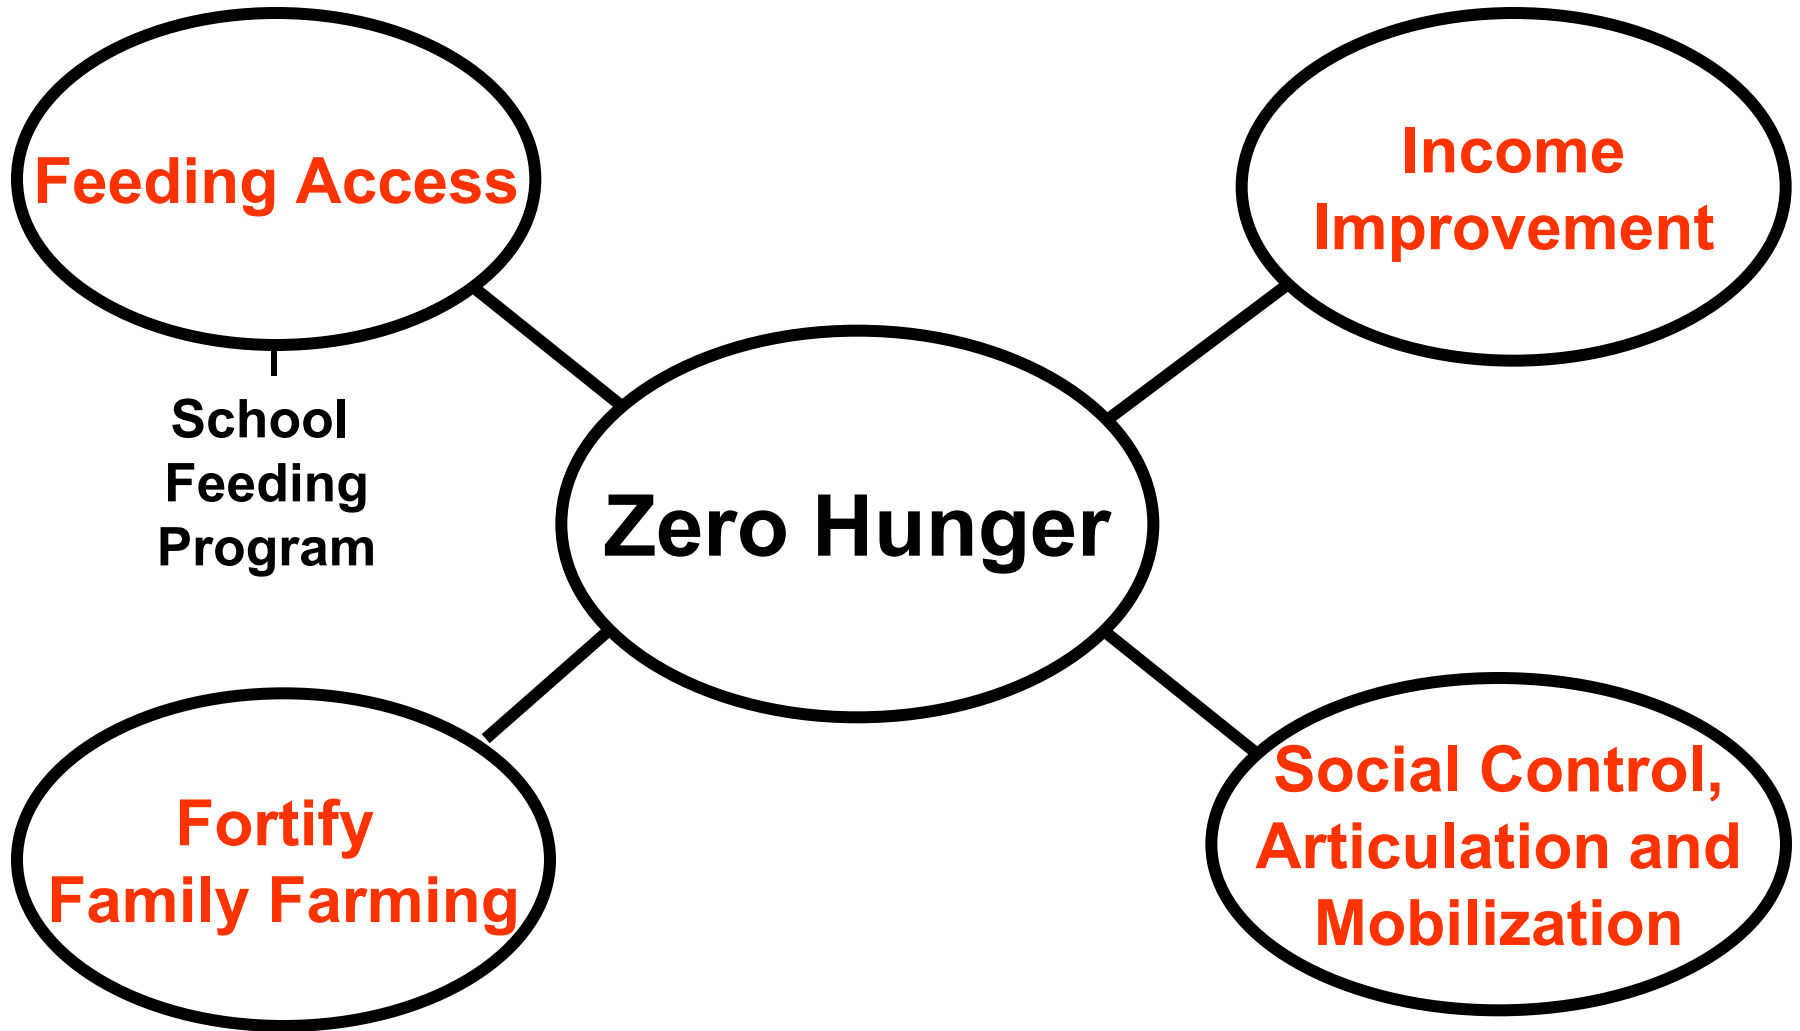 Feeding Access
Income
Improvement
School
Feeding
Program
Zero Hunger
Fortify
Family Farming
Social Control,
Articulation and
Mobilization